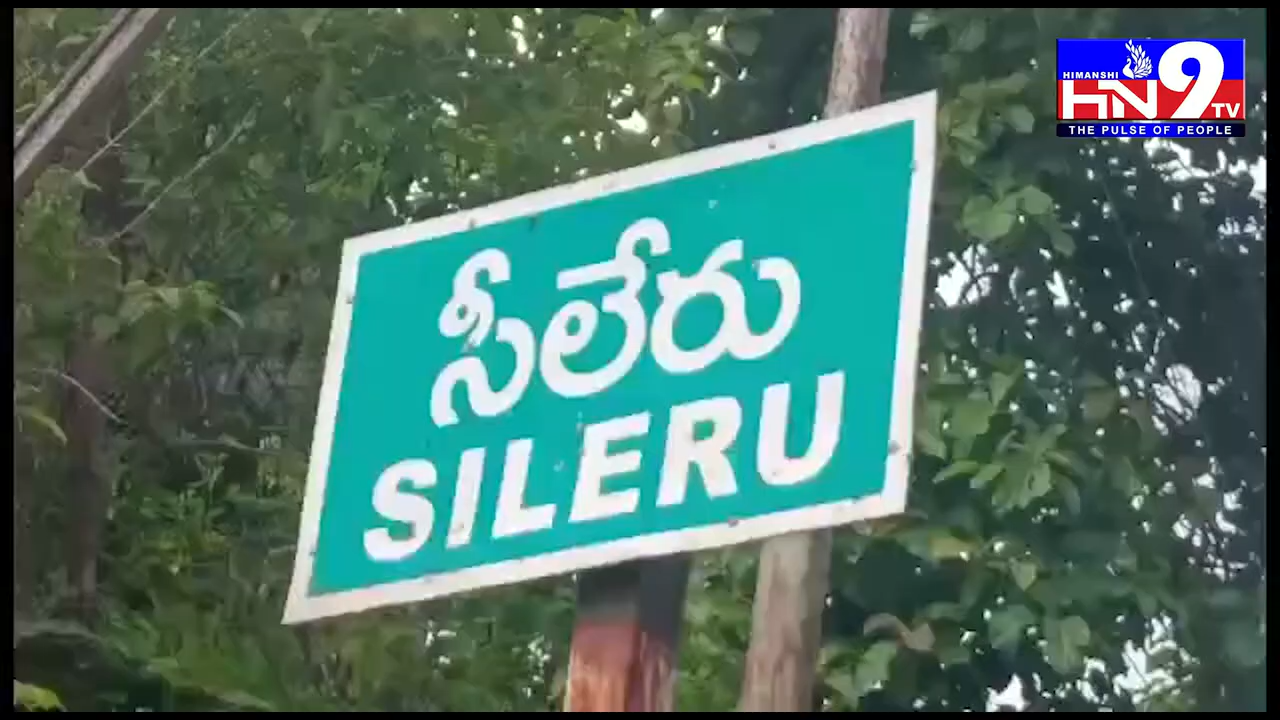 సీలేరు
SILERU
HIMANSHI
HN9 TV
THE PULSE OF PEOPLE